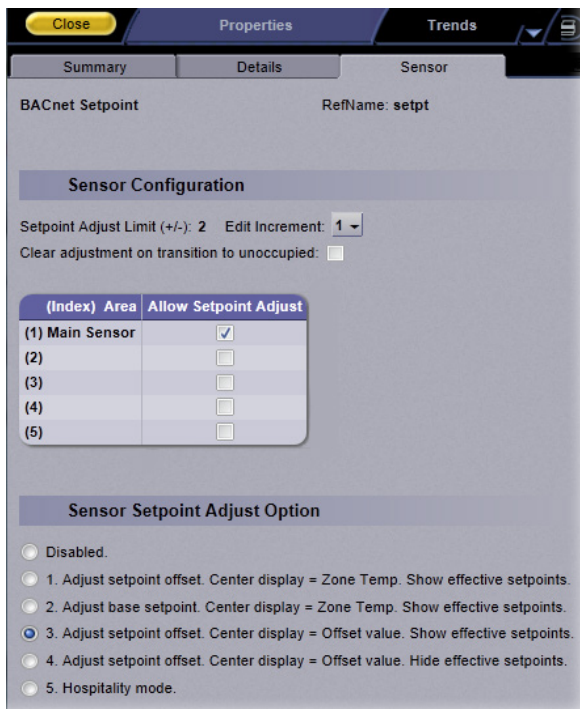 Close Properties Trends
Summary Details Sensor
BACnet Setpoint RefName: setpt
Sensor Configuration
Setpoint Adjust Limit (+/-): 2 Edit Increment: 1
Clear adjustment on transition to unoccupied:
(Index) Area Allow Setpoint Adjust
(1) Main Sensor
(2)
(3)
(4)
(5)
Sensor Setpoint Adjust Option
Disabled.
1. Adjust setpoint offset. Center display = Zone Temp. Show effective setpoints.
2. Adjust base setpoint. Center display = Zone Temp. Show effective setpoints.
3. Adjust setpoint offset. Center display = Offset value. Show effective setpoints.
4. Adjust setpoint offset. Center display = Offset value. Hide effective setpoints.
5. Hospitality mode.